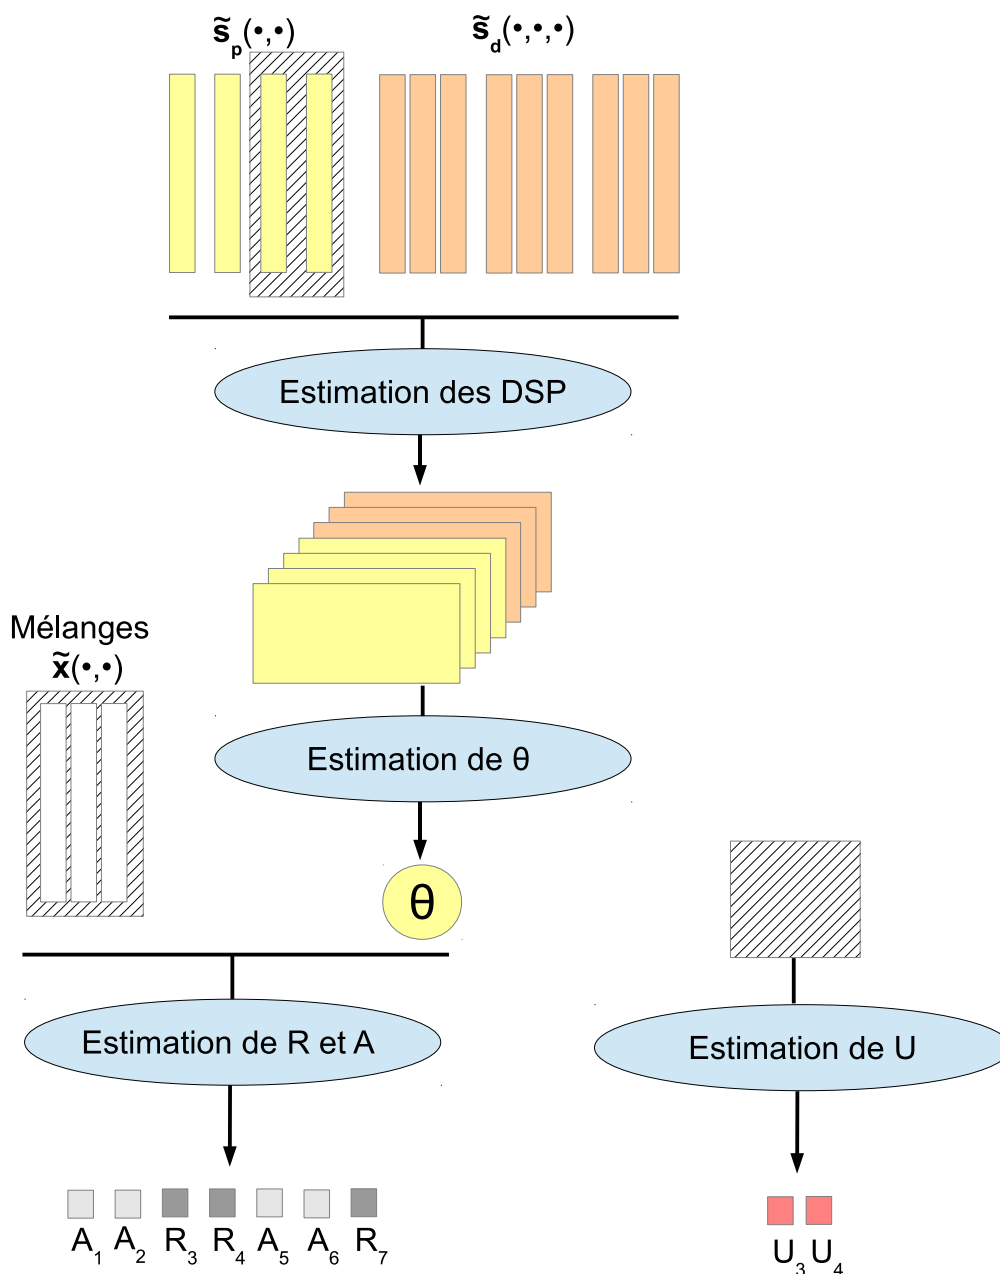 s̃ₚ(•,•) s̃_d(•,•,•)
Estimation des DSP
Mélanges
x̃(•,•)
Estimation de θ
θ
Estimation de R et A
Estimation de U
A₁ A₂ R₃ R₄ A₅ A₆ R₇
U₃ U₄